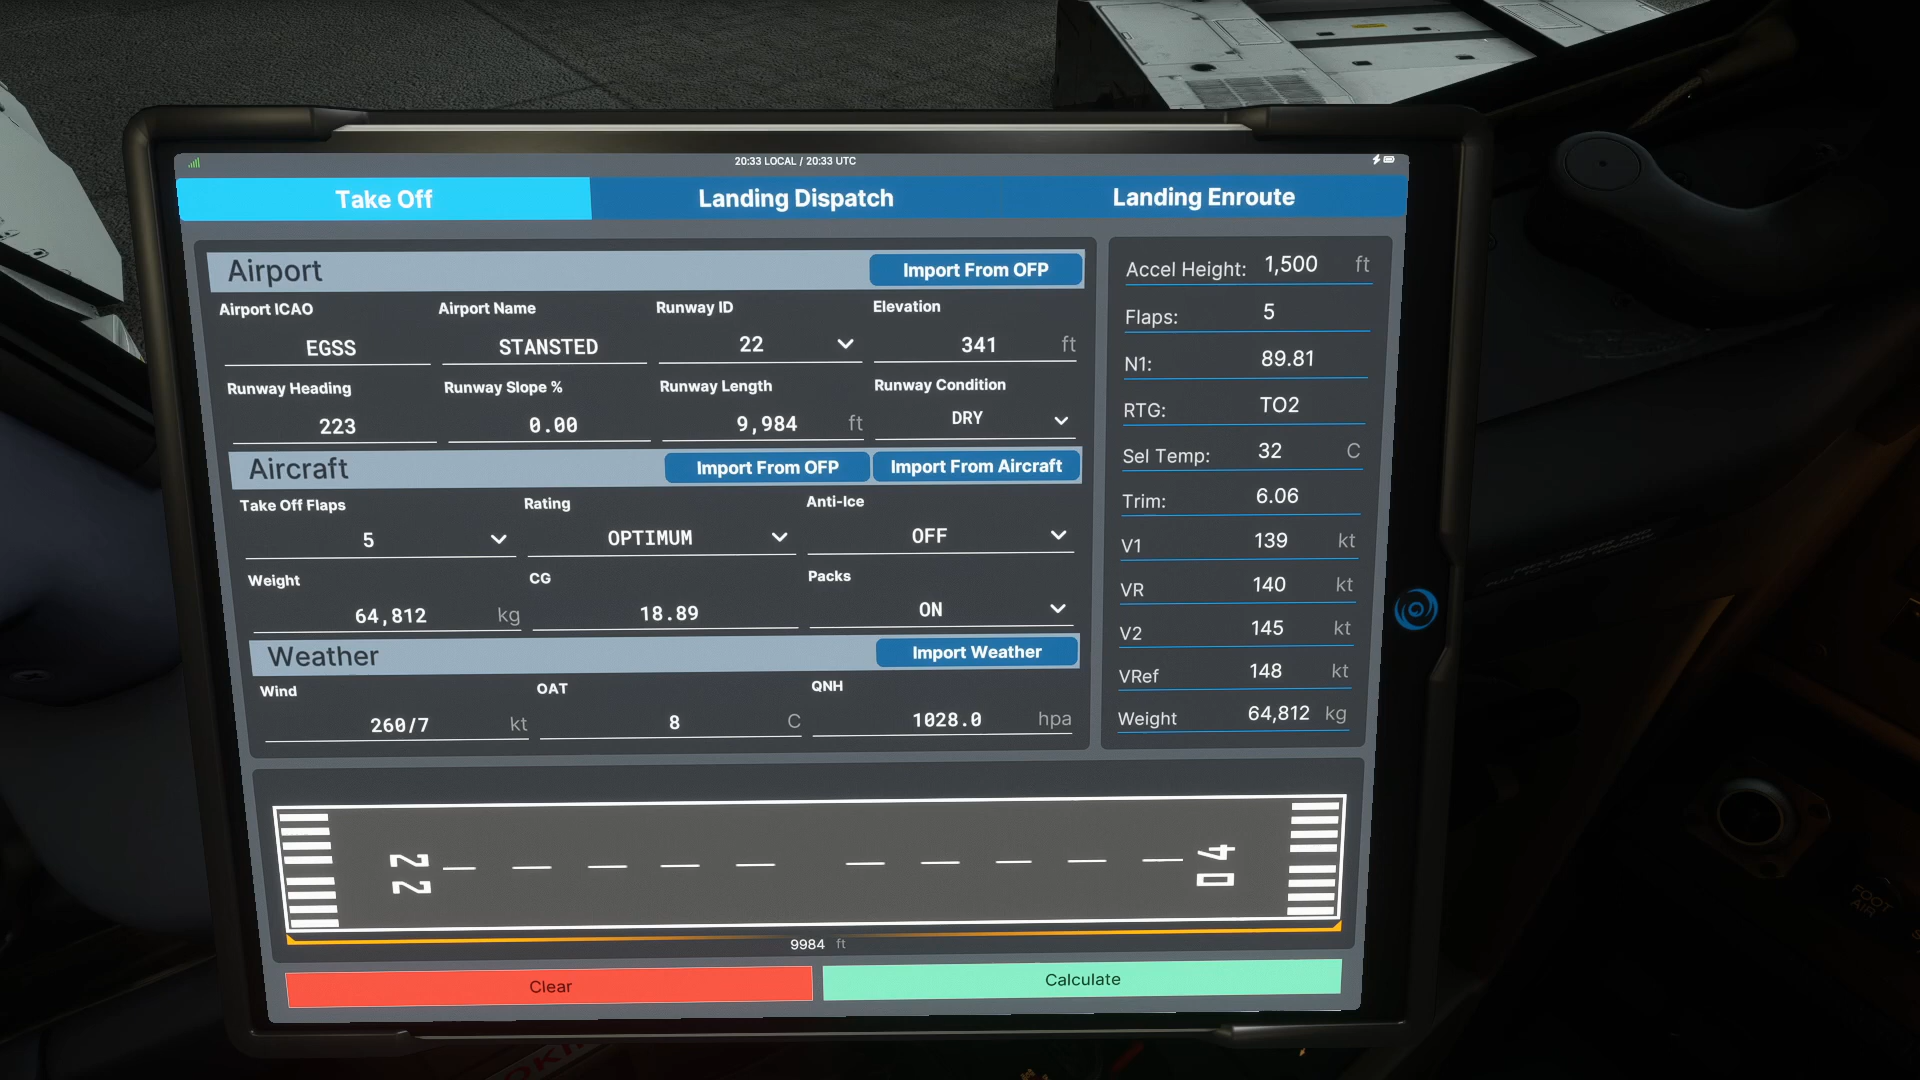 20:33 LOCAL / 20:33 UTC
Take Off
Landing Dispatch
Landing Enroute
Airport
Import From OFP
Airport ICAO
Airport Name
Runway ID
Elevation
EGSS
STANSTED
22
341 ft
Runway Heading
Runway Slope %
Runway Length
Runway Condition
223
0.00
9,984 ft
DRY
Aircraft
Import From OFP
Import From Aircraft
Take Off Flaps
Rating
Anti-Ice
5
OPTIMUM
OFF
Weight
CG
Packs
64,812 kg
18.89
ON
Weather
Import Weather
Wind
OAT
QNH
260/7 kt
8 C
1028.0 hpa
Accel Height: 1,500 ft
Flaps: 5
N1: 89.81
RTG: TO2
Sel Temp: 32 C
Trim: 6.06
V1 139 kt
VR 140 kt
V2 145 kt
VRef 148 kt
Weight 64,812 kg
22
04
9984 ft
Clear
Calculate
FOOT
AIR